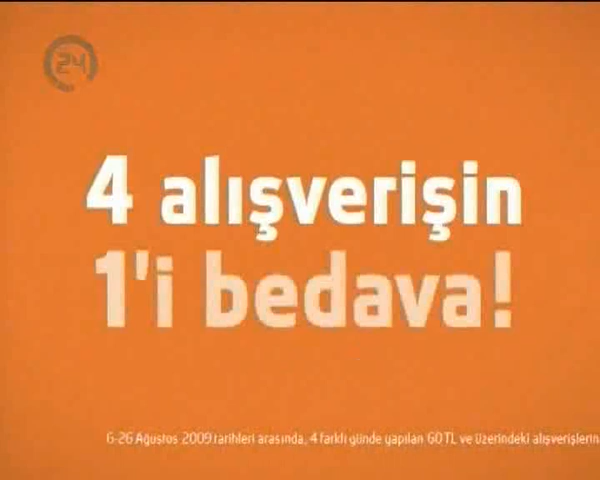 24
4 alışverişin
1'i bedava!
6-26 Ağustos 2009 tarihleri arasında, 4 farklı günde yapılan 60 TL ve üzerindeki alışverişlerin